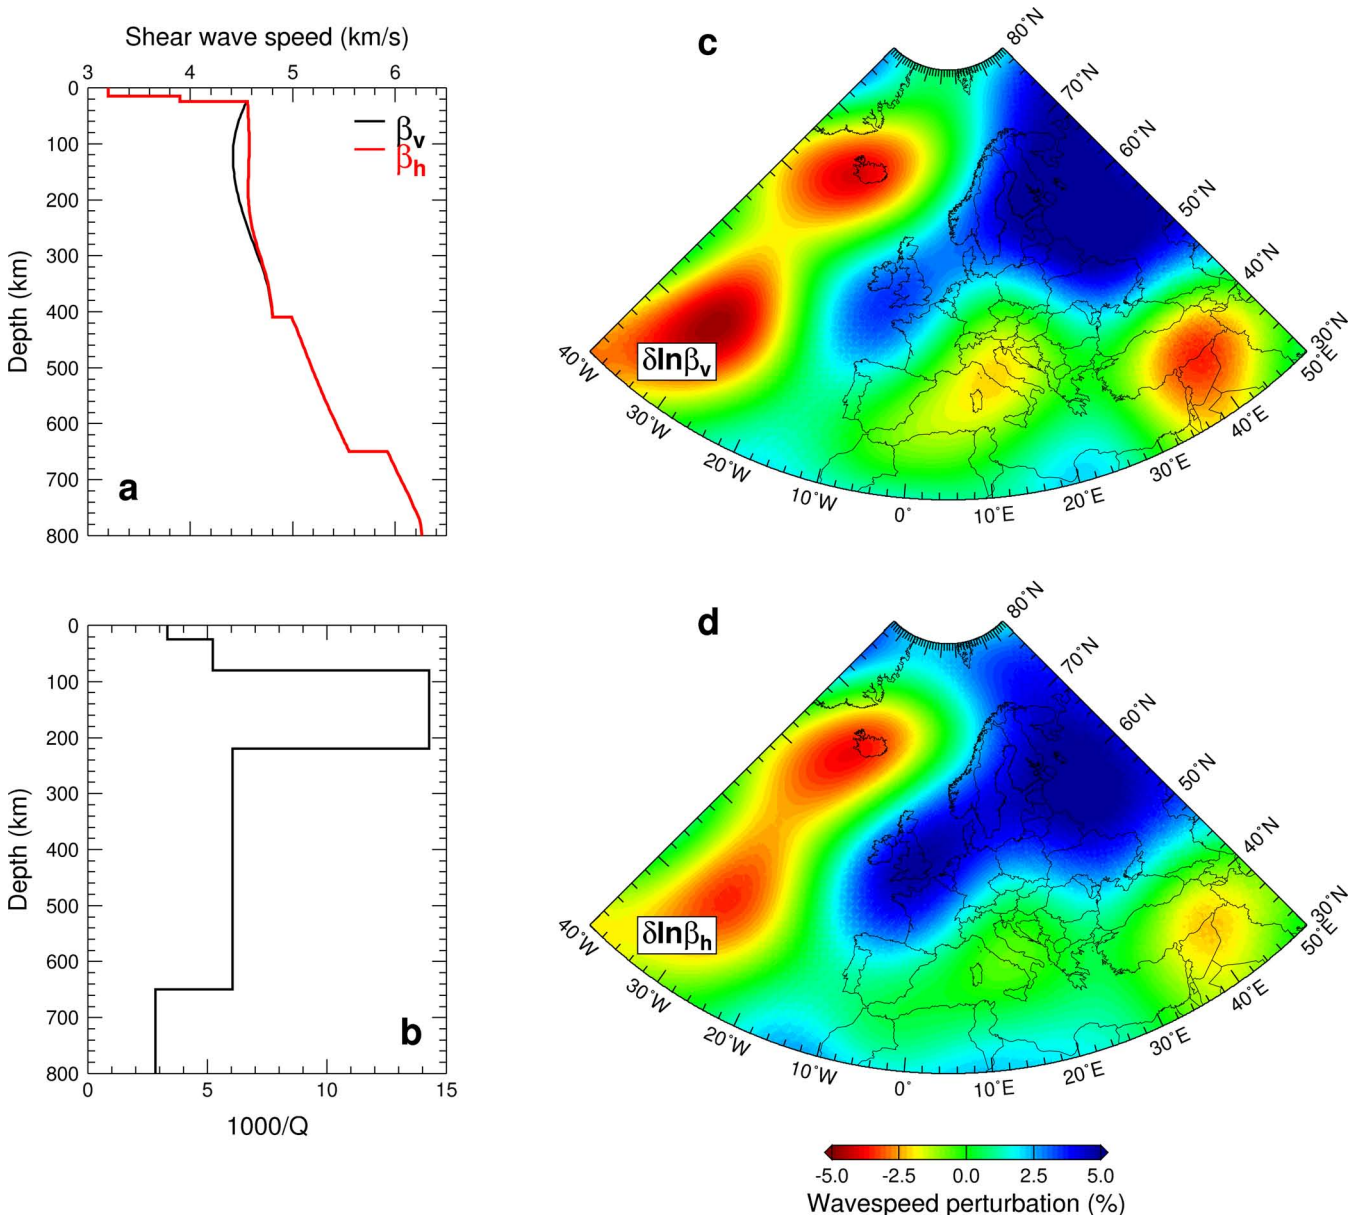 Shear wave speed (km/s)
3 4 5 6
0
100
200
300
400
500
600
700
800
Depth (km)
βv
βh
a
0
100
200
300
400
500
600
700
800
Depth (km)
b
0 5 10 15
1000/Q
c
80°N
70°N
60°N
50°N
40°N
30°N
50°E
40°E
30°E
20°E
10°E
0°
10°W
20°W
30°W
40°W
δlnβv
d
80°N
70°N
60°N
50°N
40°N
30°N
50°E
40°E
30°E
20°E
10°E
0°
10°W
20°W
30°W
40°W
δlnβh
-5.0 -2.5 0.0 2.5 5.0
Wavespeed perturbation (%)